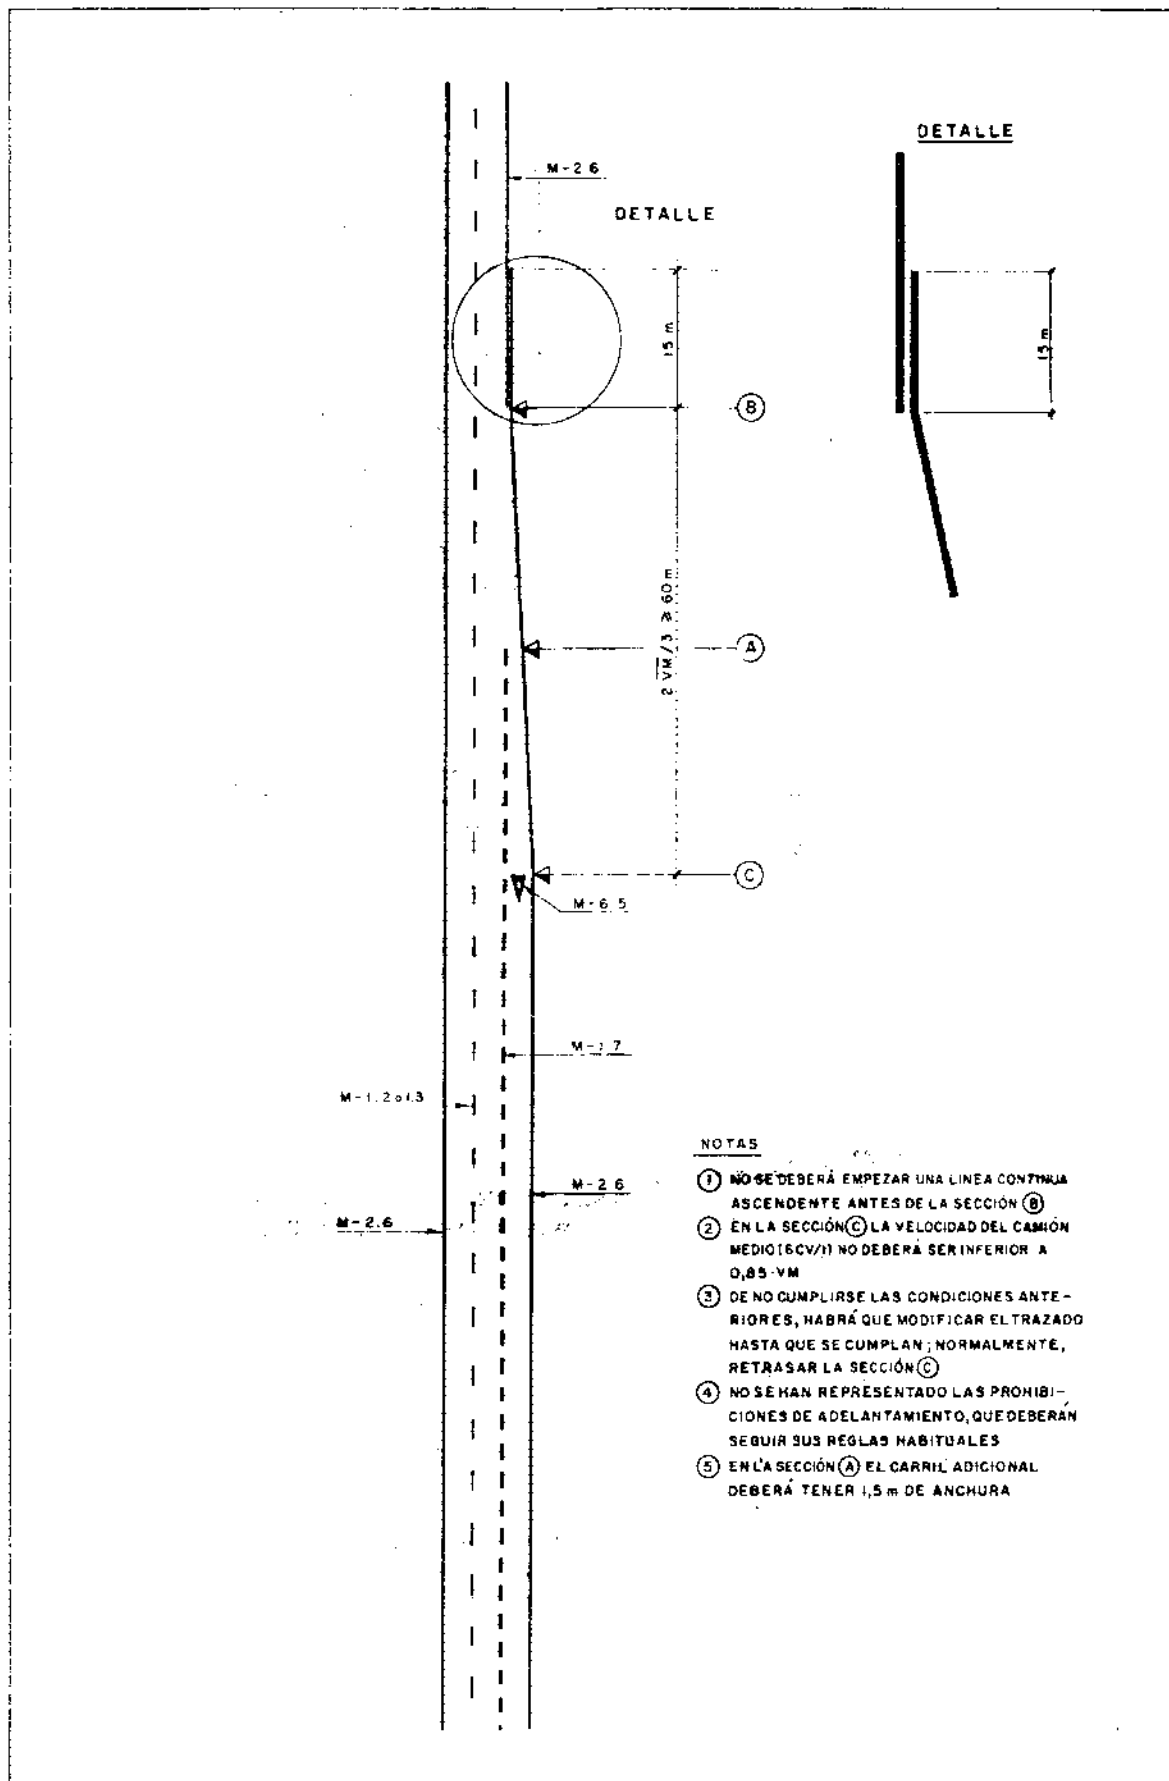 DETALLE
M-2.6
DETALLE
15 m
15 m
B
A
2 VM/3 ≥ 60 m
C
M-6.5
M-1.7
M-1.2 o 1.3
M-2.6
M-2.6
NOTAS
1 NO SE DEBERÁ EMPEZAR UNA LINEA CONTINUA
ASCENDENTE ANTES DE LA SECCIÓN B
2 EN LA SECCIÓN C LA VELOCIDAD DEL CAMIÓN
MEDIO (6CV/t) NO DEBERÁ SER INFERIOR A
0,85·VM
3 DE NO CUMPLIRSE LAS CONDICIONES ANTE-
RIORES, HABRÁ QUE MODIFICAR EL TRAZADO
HASTA QUE SE CUMPLAN; NORMALMENTE,
RETRASAR LA SECCIÓN C
4 NO SE HAN REPRESENTADO LAS PROHIBI-
CIONES DE ADELANTAMIENTO, QUE DEBERÁN
SEGUIR SUS REGLAS HABITUALES
5 EN LA SECCIÓN A EL CARRIL ADICIONAL
DEBERÁ TENER 1,5 m DE ANCHURA